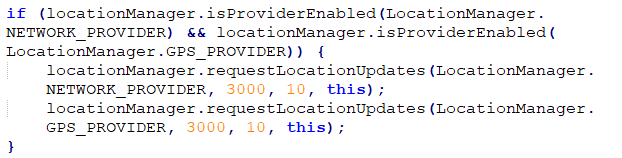 if (locationManager.isProviderEnabled(LocationManager.
NETWORK_PROVIDER) && locationManager.isProviderEnabled(
LocationManager.GPS_PROVIDER)) {
    locationManager.requestLocationUpdates(LocationManager.
    NETWORK_PROVIDER, 3000, 10, this);
    locationManager.requestLocationUpdates(LocationManager.
    GPS_PROVIDER, 3000, 10, this);
}